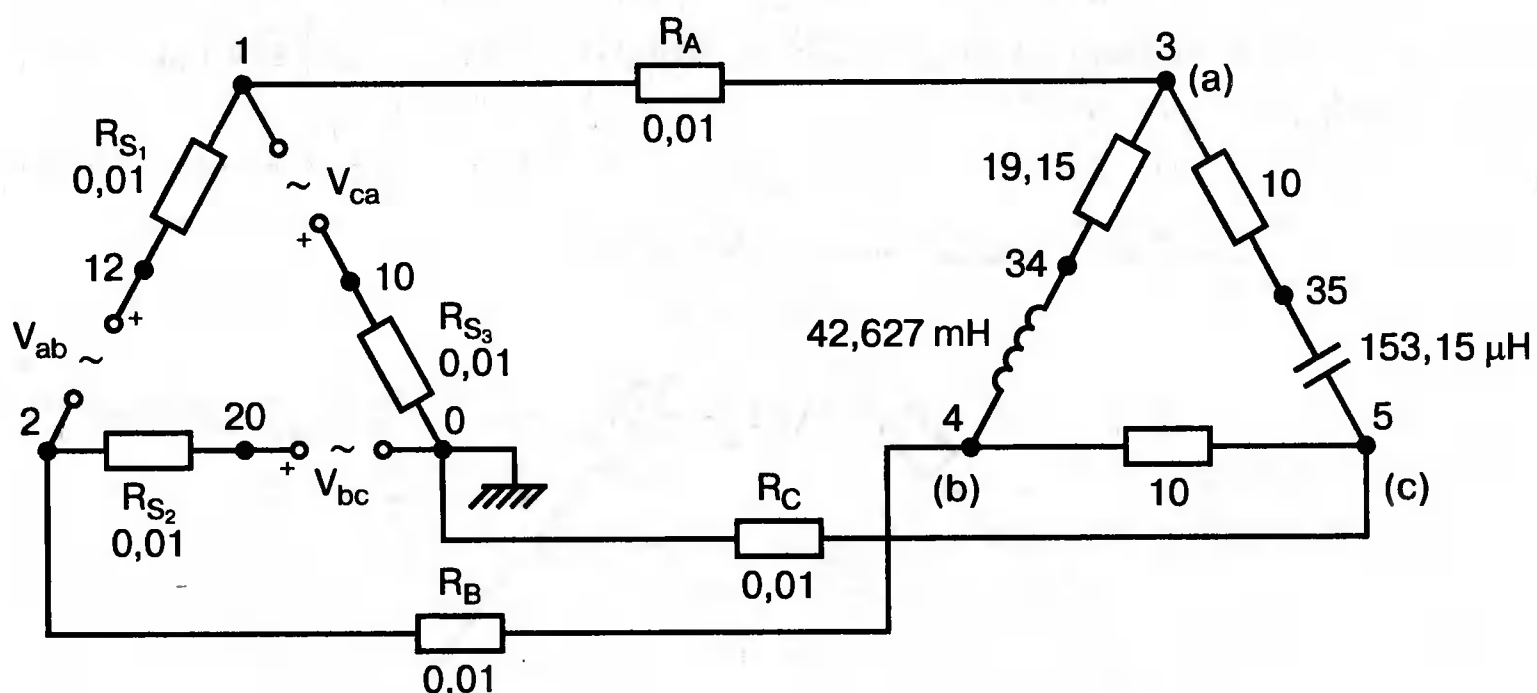 1
R_A
0,01
3
(a)
R_S1
0,01
~ V_ca
+
12
10
+
V_ab ~
R_S3
0,01
19,15
10
34
35
42,627 mH
153,15 μH
2
20
+
~
V_bc
0
R_S2
0,01
4
(b)
10
5
(c)
R_C
0,01
R_B
0,01